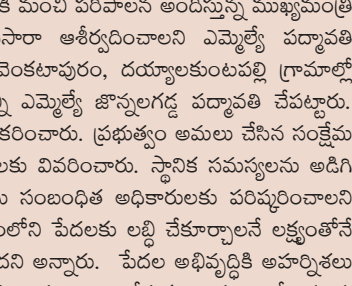 కి మంచి పరిపాలన అందిస్తున్న ముఖ్యమంత్రి
సారా ఆశీర్వదించాలని ఎమ్మెల్యే పద్మావతి
వెంకటాపురం, దయ్యాలకుంటపల్లి గ్రామాల్లో
ఎమ్మెల్యే జొన్నలగడ్డ పద్మావతి చేపట్టారు.
కరించారు. ప్రభుత్వం అమలు చేసిన సంక్షేమ
లకు వివరించారు. స్థానిక సమస్యలను అడిగి
సంబంధిత అధికారులకు పరిష్కరించాలని
లోని పేదలకు లబ్ధి చేకూర్చాలనే లక్ష్యంతోనే
దని అన్నారు. పేదల అభివృద్ధికి అహర్నిశలు